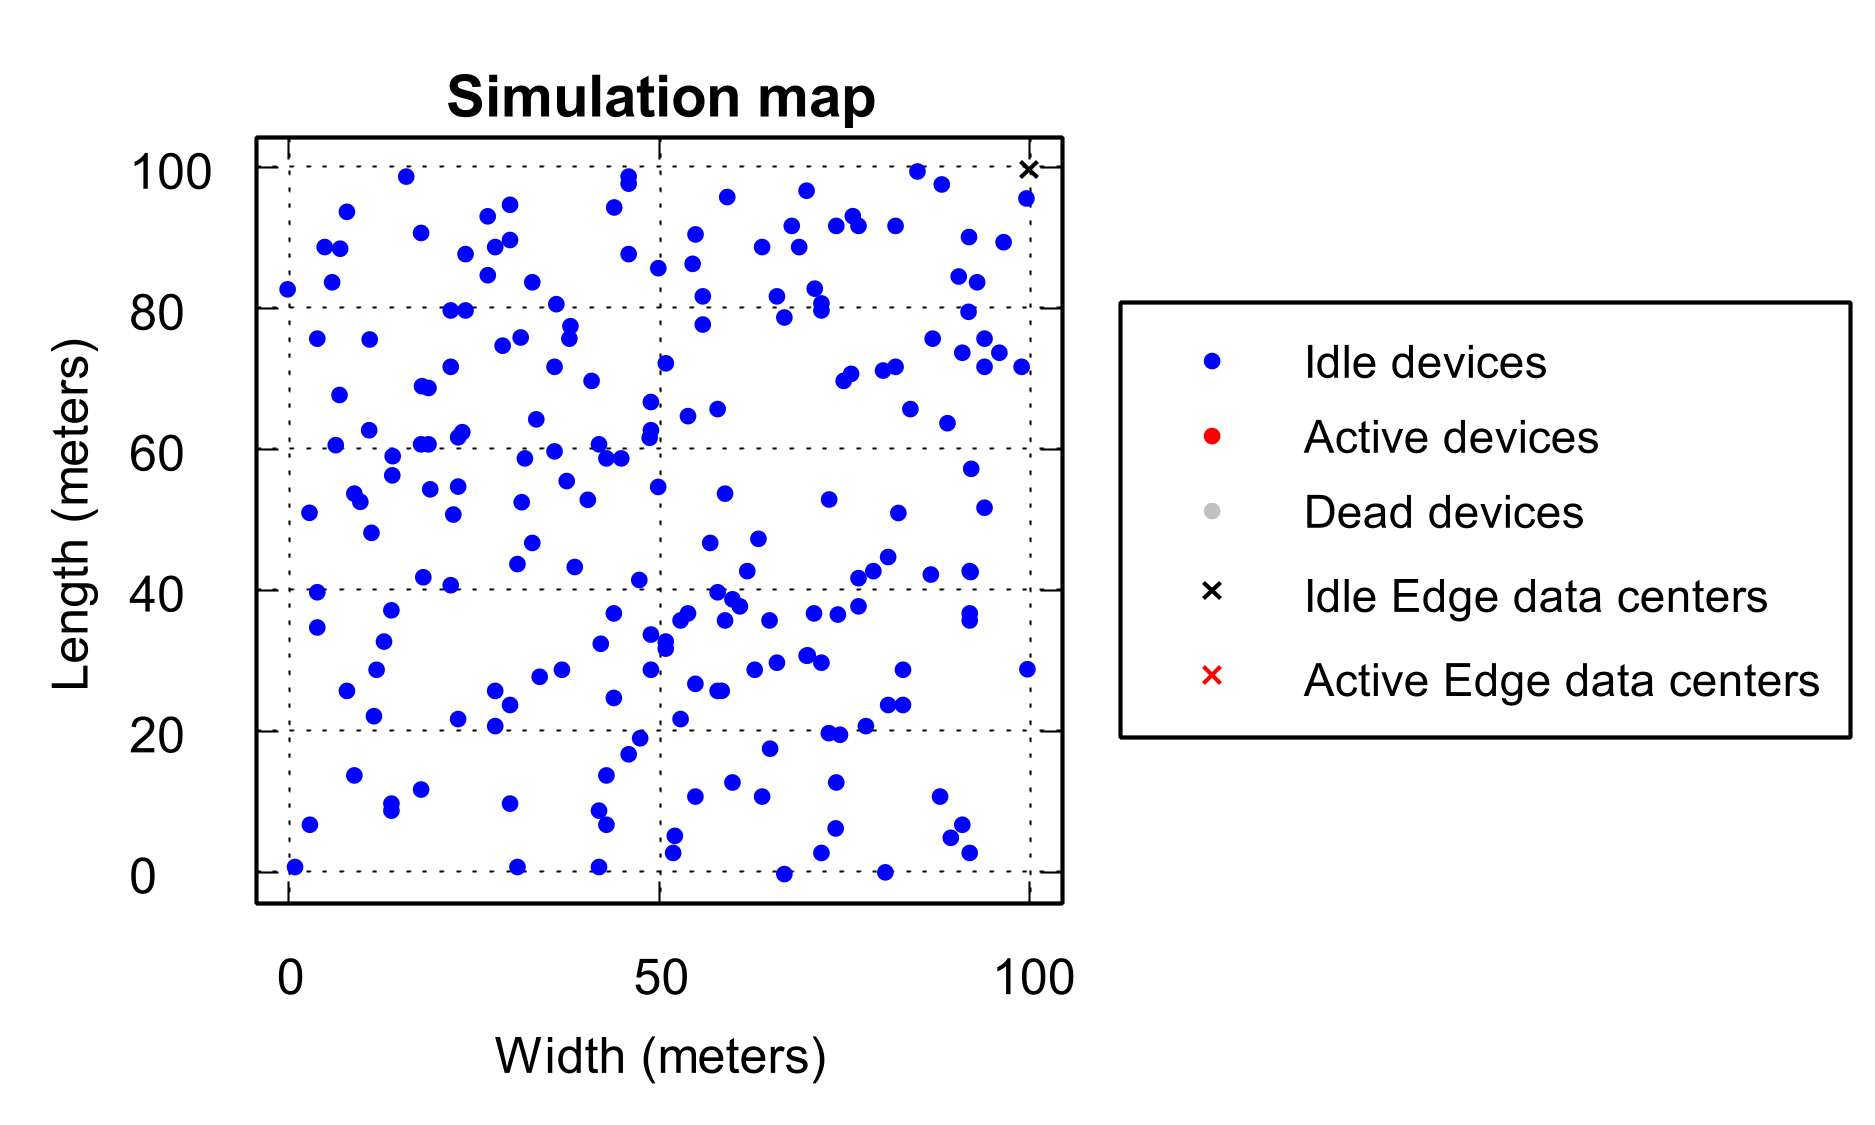 Simulation map
100
80
60
40
20
0
Length (meters)
0 50 100
Width (meters)
Idle devices
Active devices
Dead devices
Idle Edge data centers
Active Edge data centers